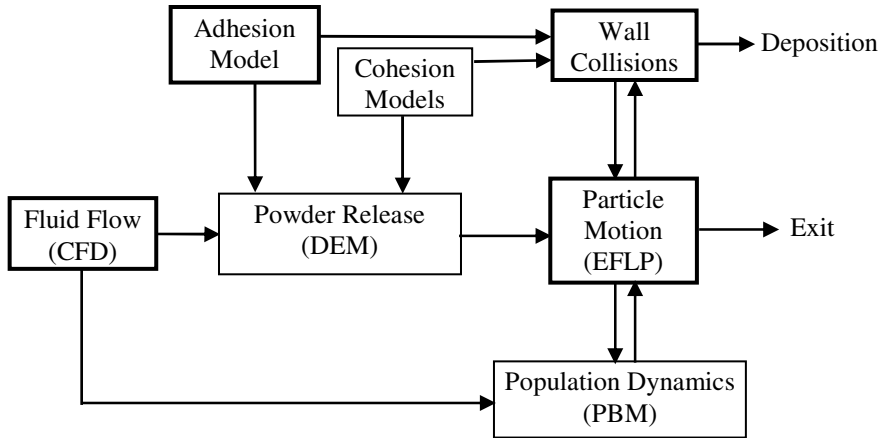 Adhesion
Model
Cohesion
Models
Wall
Collisions
Deposition
Fluid Flow
(CFD)
Powder Release
(DEM)
Particle
Motion
(EFLP)
Exit
Population Dynamics
(PBM)